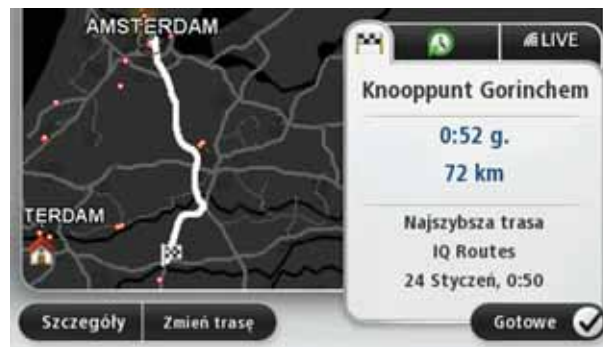 AMSTERDAM
TERDAM
LIVE
Knooppunt Gorinchem
0:52 g.
72 km
Najszybsza trasa
IQ Routes
24 Styczeń, 0:50
Szczegóły
Zmień trasę
Gotowe